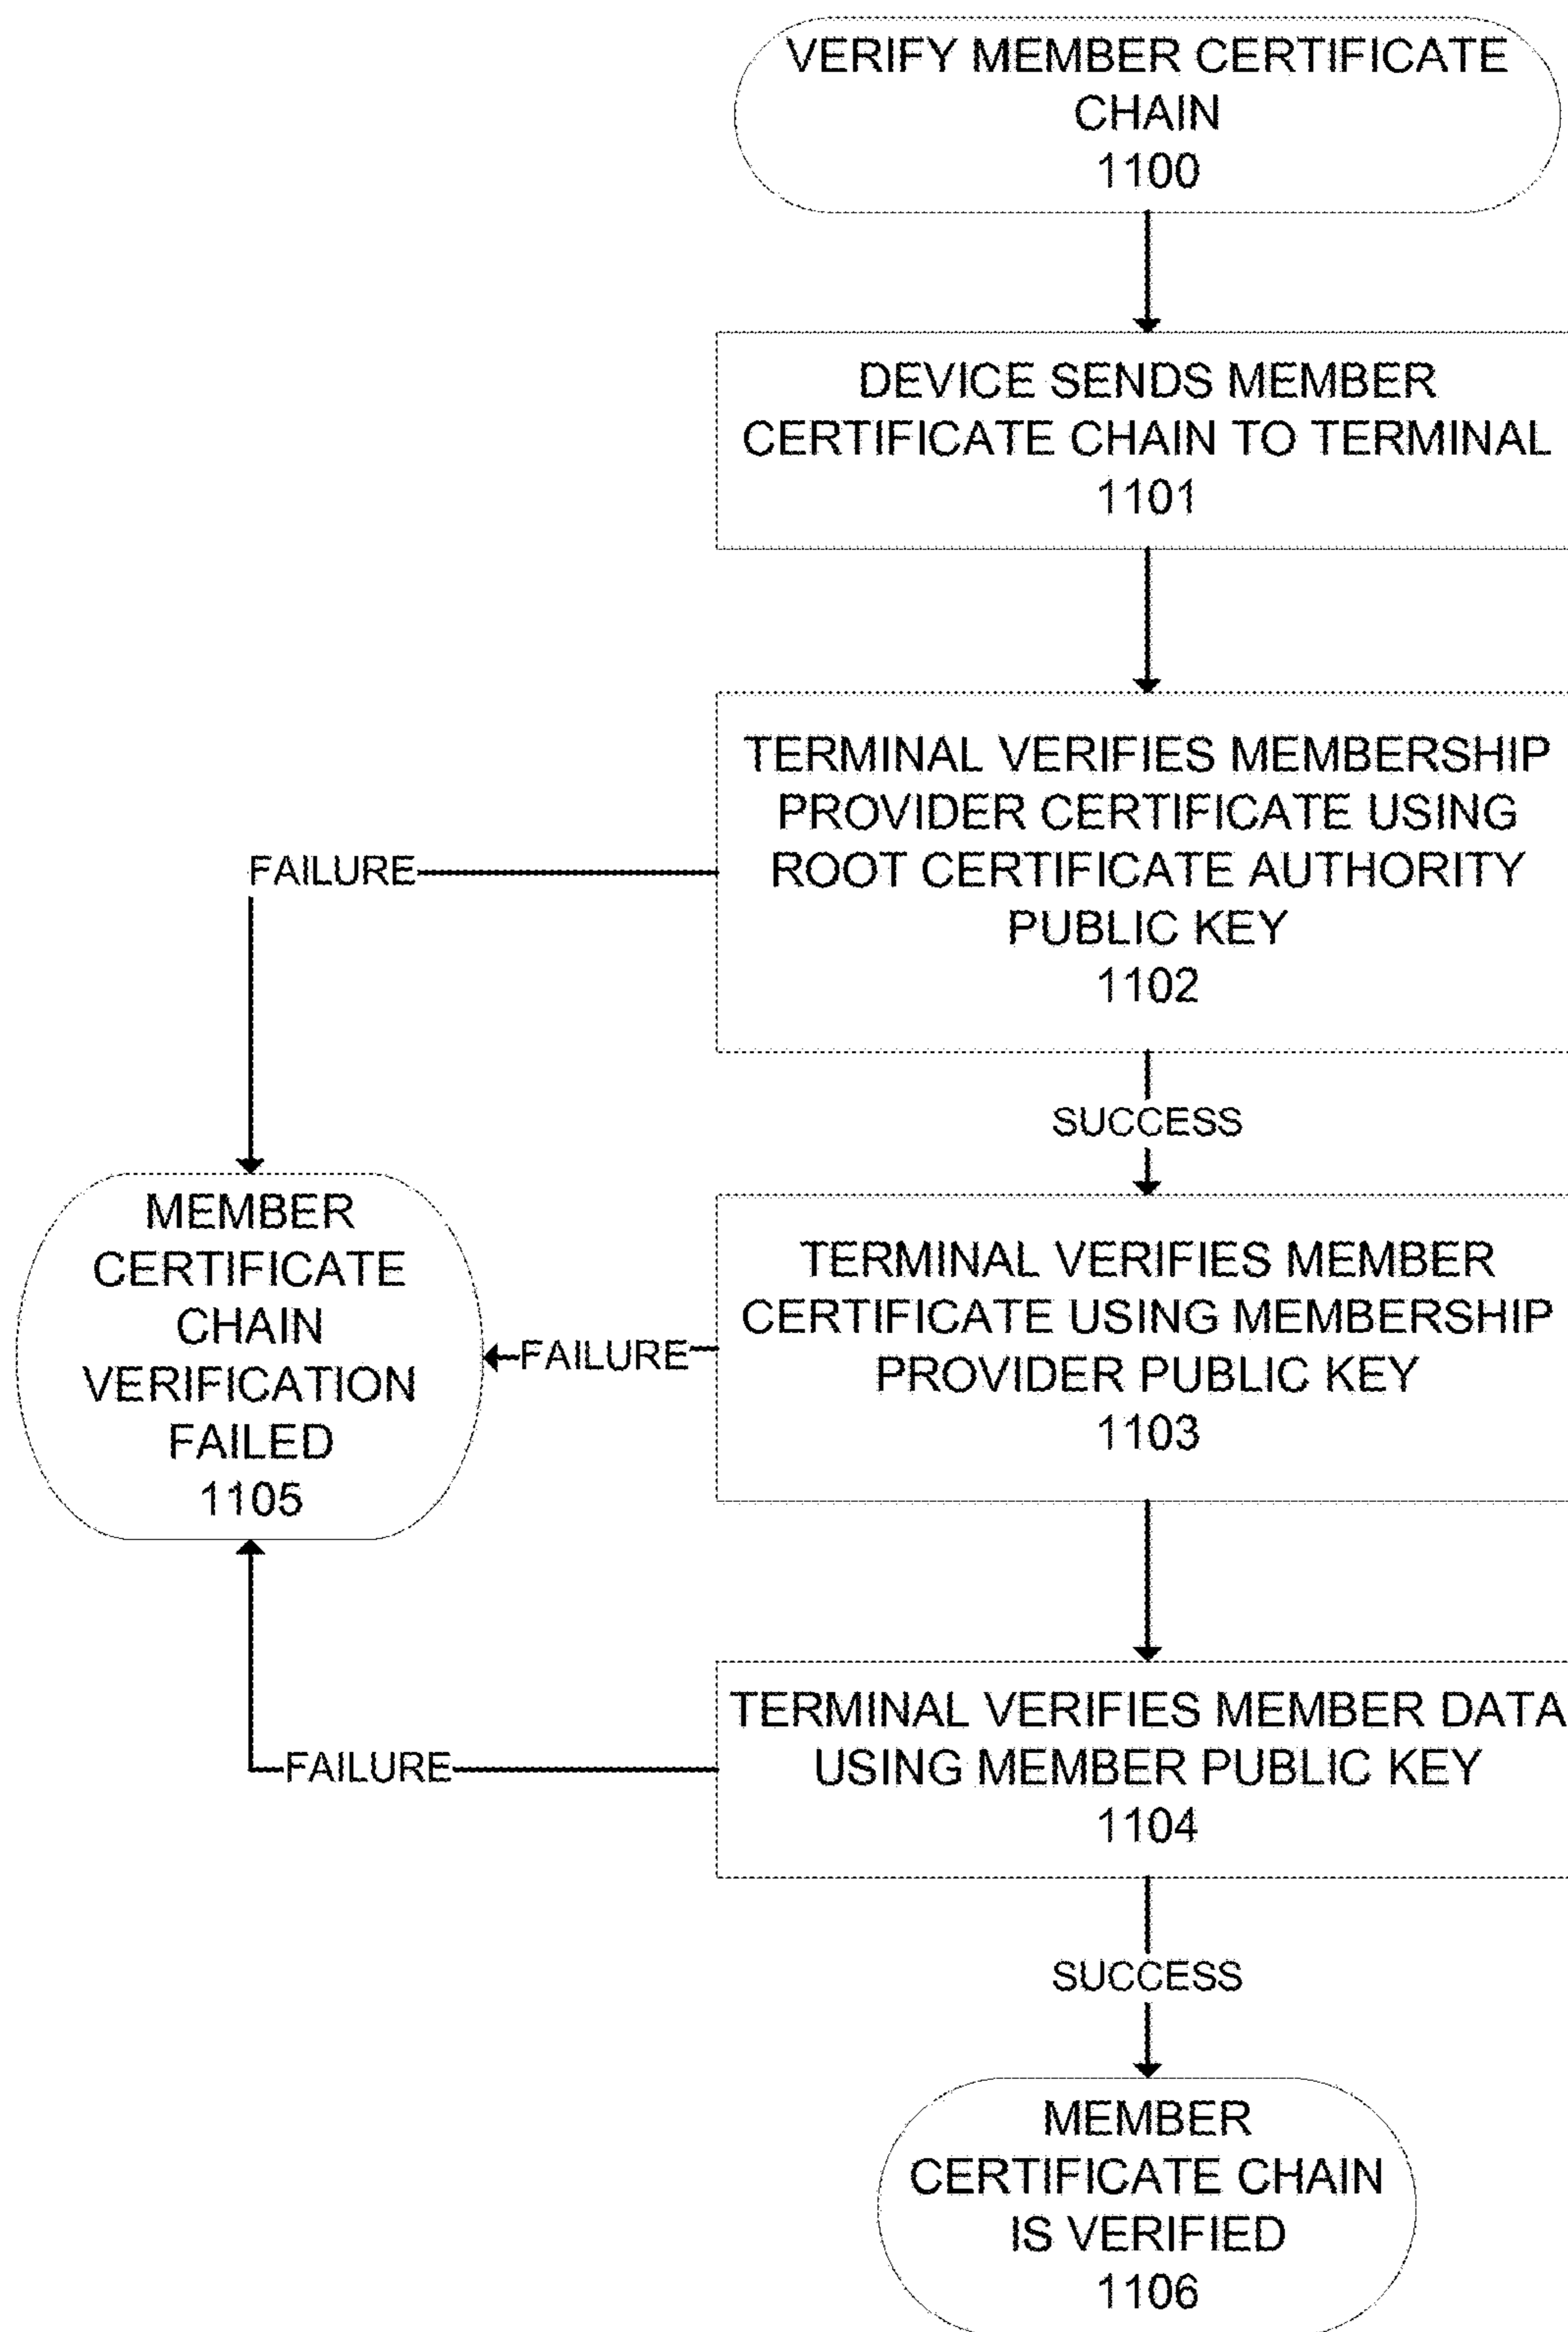 VERIFY MEMBER CERTIFICATE
CHAIN
1100
DEVICE SENDS MEMBER
CERTIFICATE CHAIN TO TERMINAL
1101
TERMINAL VERIFIES MEMBERSHIP
PROVIDER CERTIFICATE USING
ROOT CERTIFICATE AUTHORITY
PUBLIC KEY
1102
FAILURE
SUCCESS
MEMBER
CERTIFICATE
CHAIN
VERIFICATION
FAILED
1105
FAILURE
TERMINAL VERIFIES MEMBER
CERTIFICATE USING MEMBERSHIP
PROVIDER PUBLIC KEY
1103
TERMINAL VERIFIES MEMBER DATA
USING MEMBER PUBLIC KEY
1104
FAILURE
SUCCESS
MEMBER
CERTIFICATE CHAIN
IS VERIFIED
1106